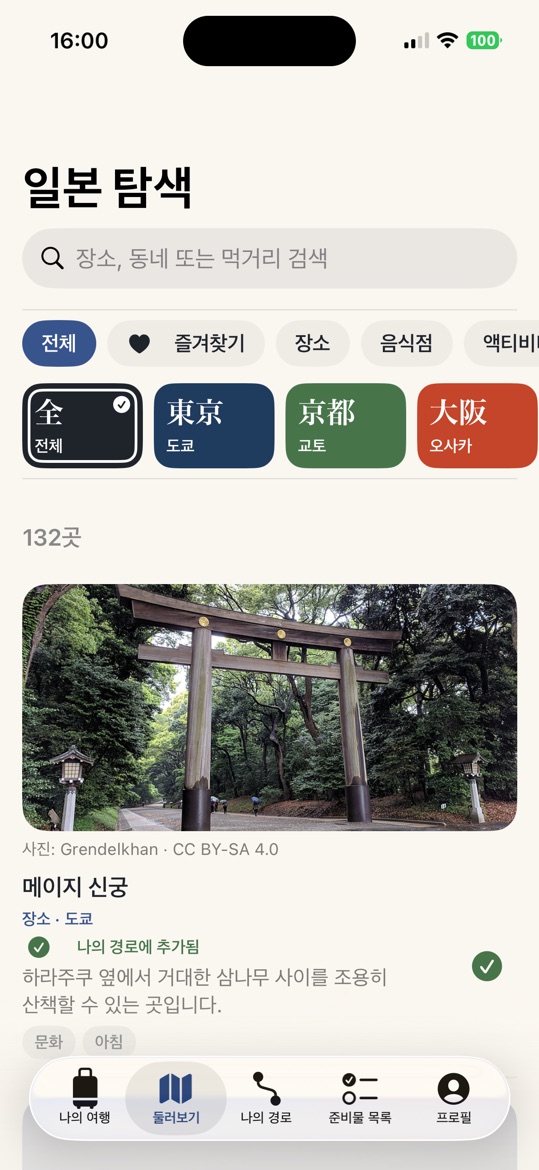 16:00
100
일본 탐색
장소, 동네 또는 먹거리 검색
전체
즐겨찾기
장소
음식점
액티비
全
전체
東京
도쿄
京都
교토
大阪
오사카
132곳
사진: Grendelkhan · CC BY-SA 4.0
메이지 신궁
장소 · 도쿄
나의 경로에 추가됨
하라주쿠 옆에서 거대한 삼나무 사이를 조용히
산책할 수 있는 곳입니다.
문화
아침
나의 여행
둘러보기
나의 경로
준비물 목록
프로필